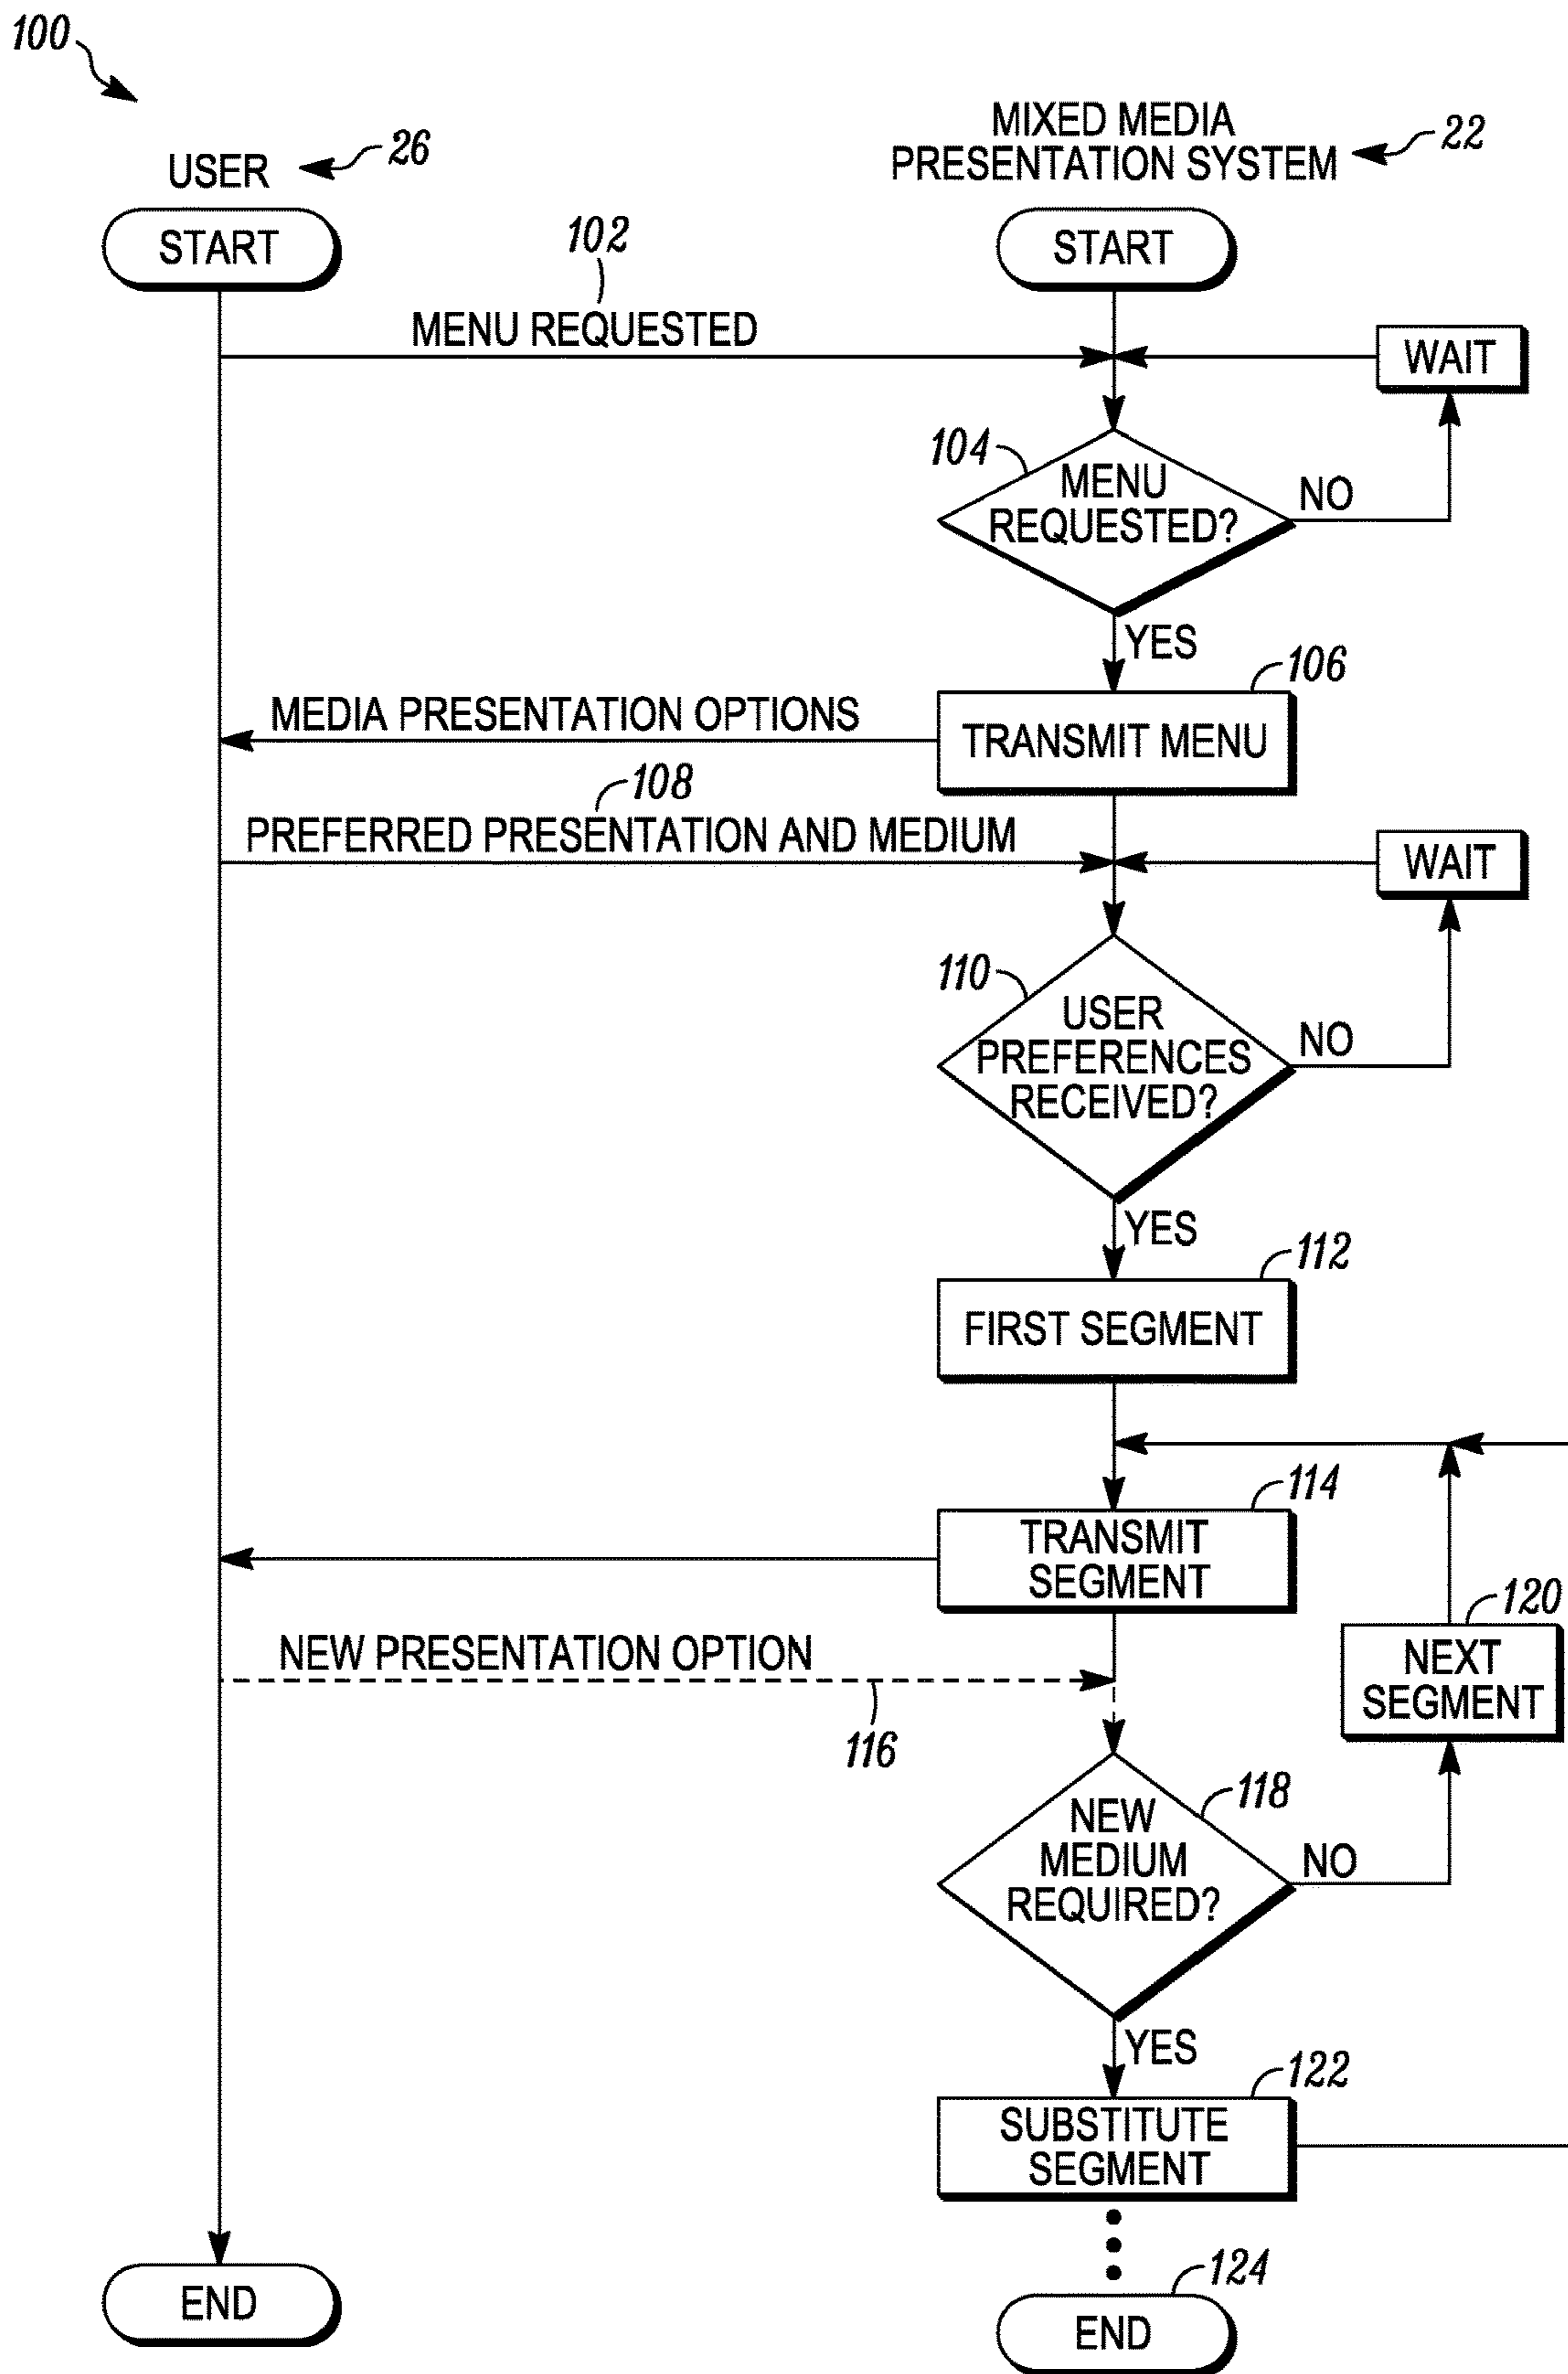 100
USER
26
MIXED MEDIA
PRESENTATION SYSTEM
22
START
START
102
MENU REQUESTED
WAIT
104
MENU
REQUESTED?
NO
YES
106
MEDIA PRESENTATION OPTIONS
TRANSMIT MENU
108
PREFERRED PRESENTATION AND MEDIUM
WAIT
110
USER
PREFERENCES
RECEIVED?
NO
YES
112
FIRST SEGMENT
114
TRANSMIT
SEGMENT
120
NEXT
SEGMENT
NEW PRESENTATION OPTION
116
118
NEW
MEDIUM
REQUIRED?
NO
YES
122
SUBSTITUTE
SEGMENT
124
END
END